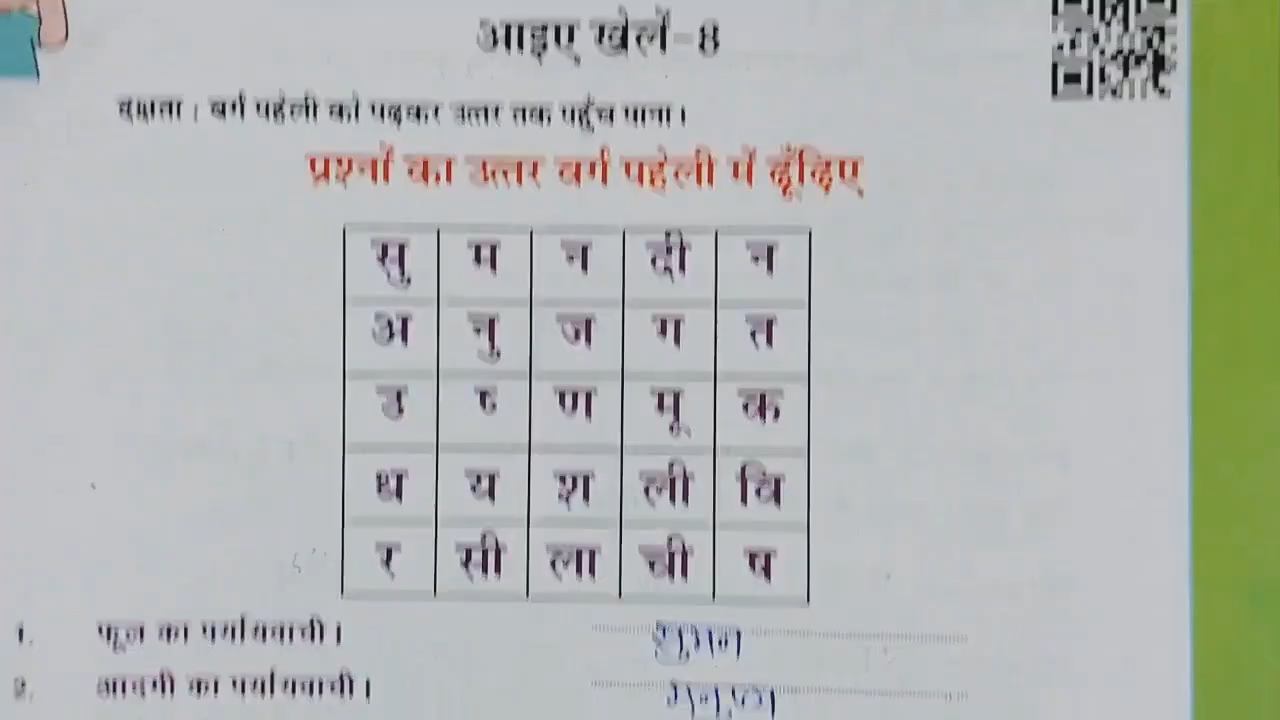 आइए खेलें-8
दक्षता। वर्ग पहेली को पढ़कर उत्तर तक पहुँच पाना।
प्रश्नों का उत्तर वर्ग पहेली में ढूँढ़िए
सु म न दी न
अ नु ज ग त
उ ष् ण मू क
ध य श ली वि
र सी ला ची ष
1. फूल का पर्यायवाची। सुमन
2. आदमी का पर्यायवाची।